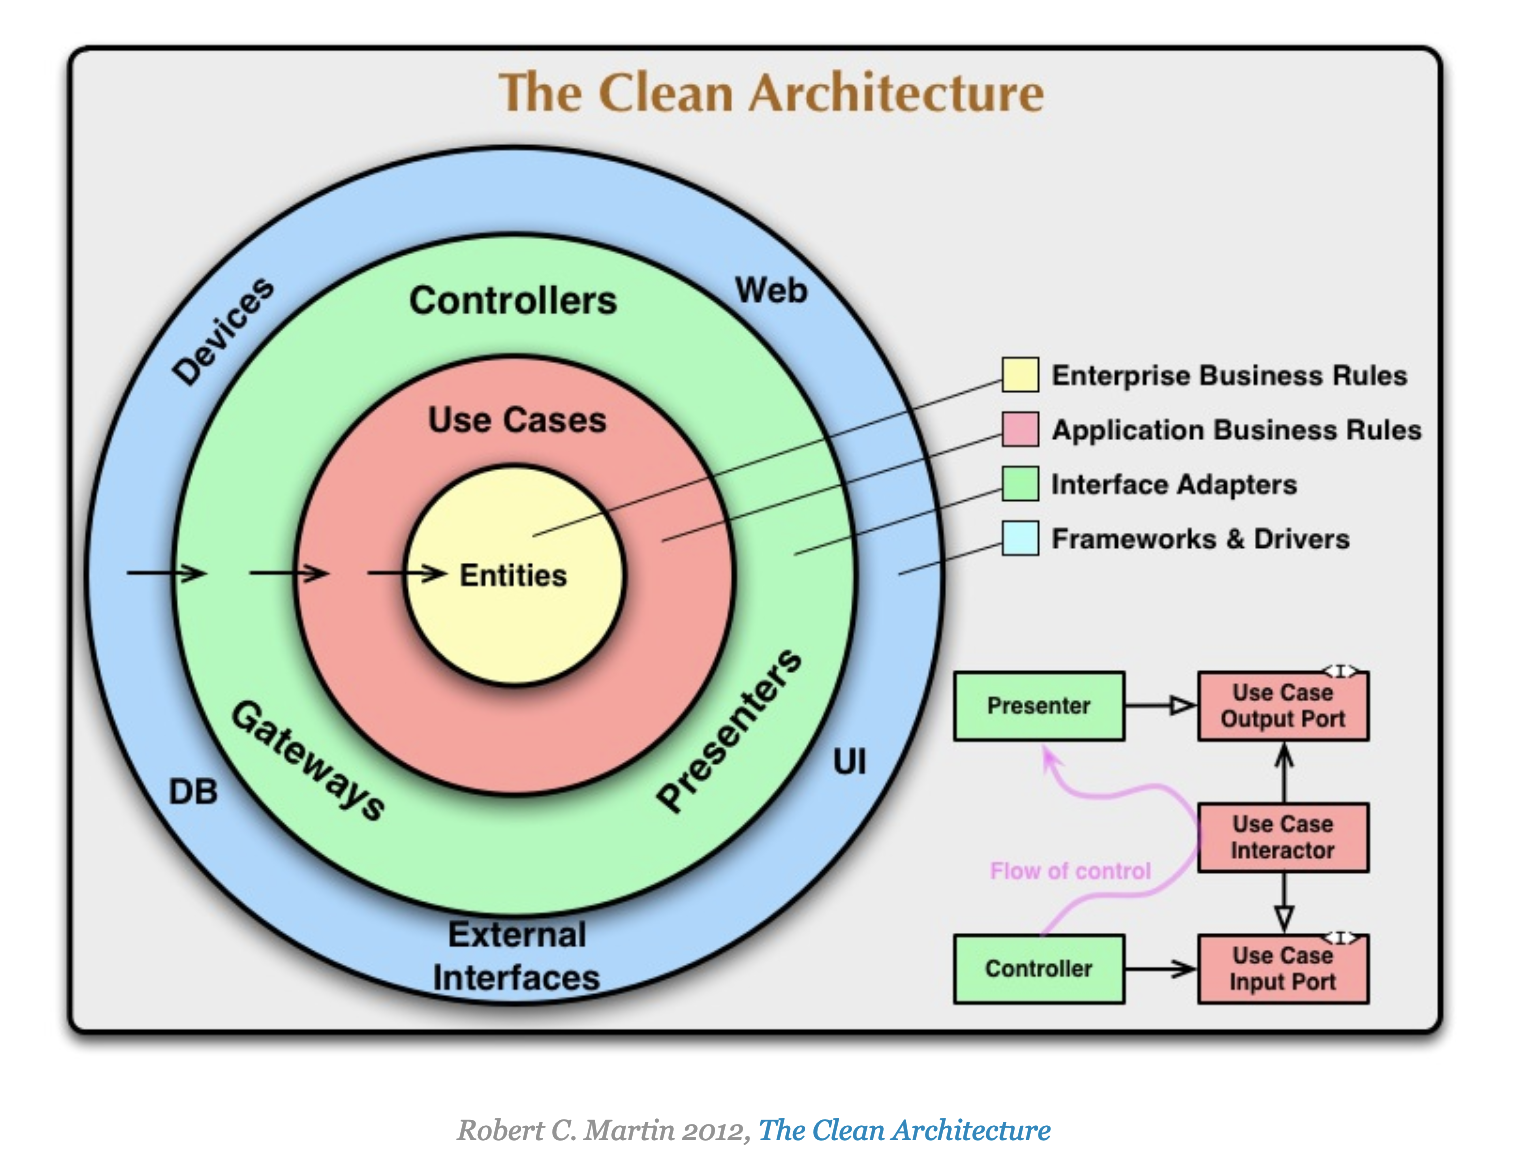 The Clean Architecture
Devices
Controllers
Web
Use Cases
Entities
Gateways
Presenters
DB
UI
External
Interfaces
Enterprise Business Rules
Application Business Rules
Interface Adapters
Frameworks & Drivers
Presenter
<I>
Use Case
Output Port
Use Case
Interactor
Flow of control
Controller
<I>
Use Case
Input Port
Robert C. Martin 2012, The Clean Architecture